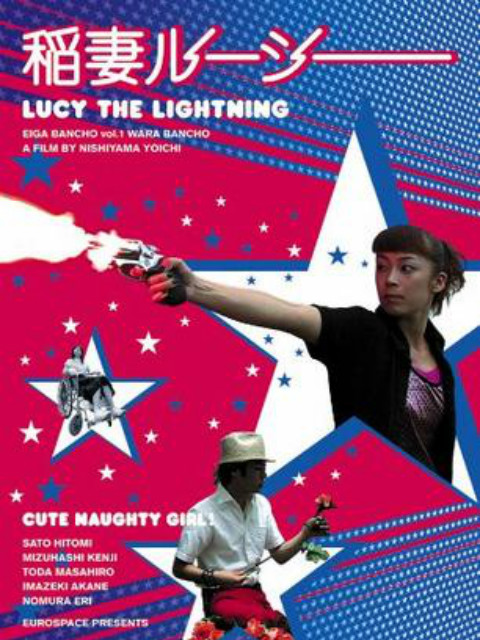 稲妻ルーシー
LUCY THE LIGHTNING
EIGA BANCHO vol.1 WARA BANCHO
A FILM BY NISHIYAMA YOICHI
CUTE NAUGHTY GIRL!
SATO HITOMI
MIZUHASHI KENJI
TODA MASAHIRO
IMAZEKI AKANE
NOMURA ERI
EUROSPACE PRESENTS